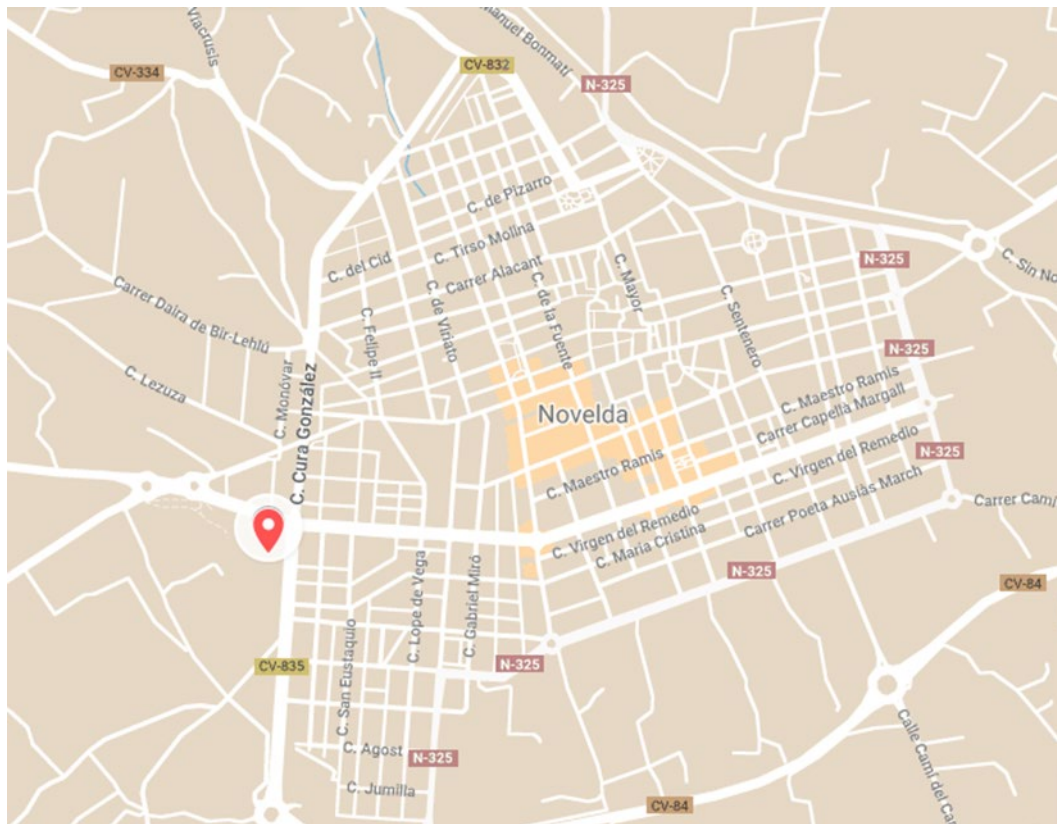 Viacrusis
CV-334
CV-832
Manuel Bonmatí
N-325
C. de Pizarro
C. Tirso Molina
C. del Cid
Carrer Alacant
C. Mayor
C. Sin No
N-325
Carrer Daira de Bir-Lehlú
C. Felipe II
C. de Viriato
C. de la Fuente
C. Sentenero
N-325
C. Lezuza
C. Monóvar
C. Cura González
Novelda
C. Maestro Ramis
Carrer Capella Margall
C. Maestro Ramis
C. Virgen del Remedio
N-325
Carrer Poeta Ausiàs March
Carrer Camí
C. Virgen del Remedio
C. Maria Cristina
N-325
CV-84
C. Lope de Vega
C. Gabriel Miró
C. San Eustaquio
CV-835
N-325
C. Agost
N-325
C. Jumilla
CV-84
Calle Camí del Ca